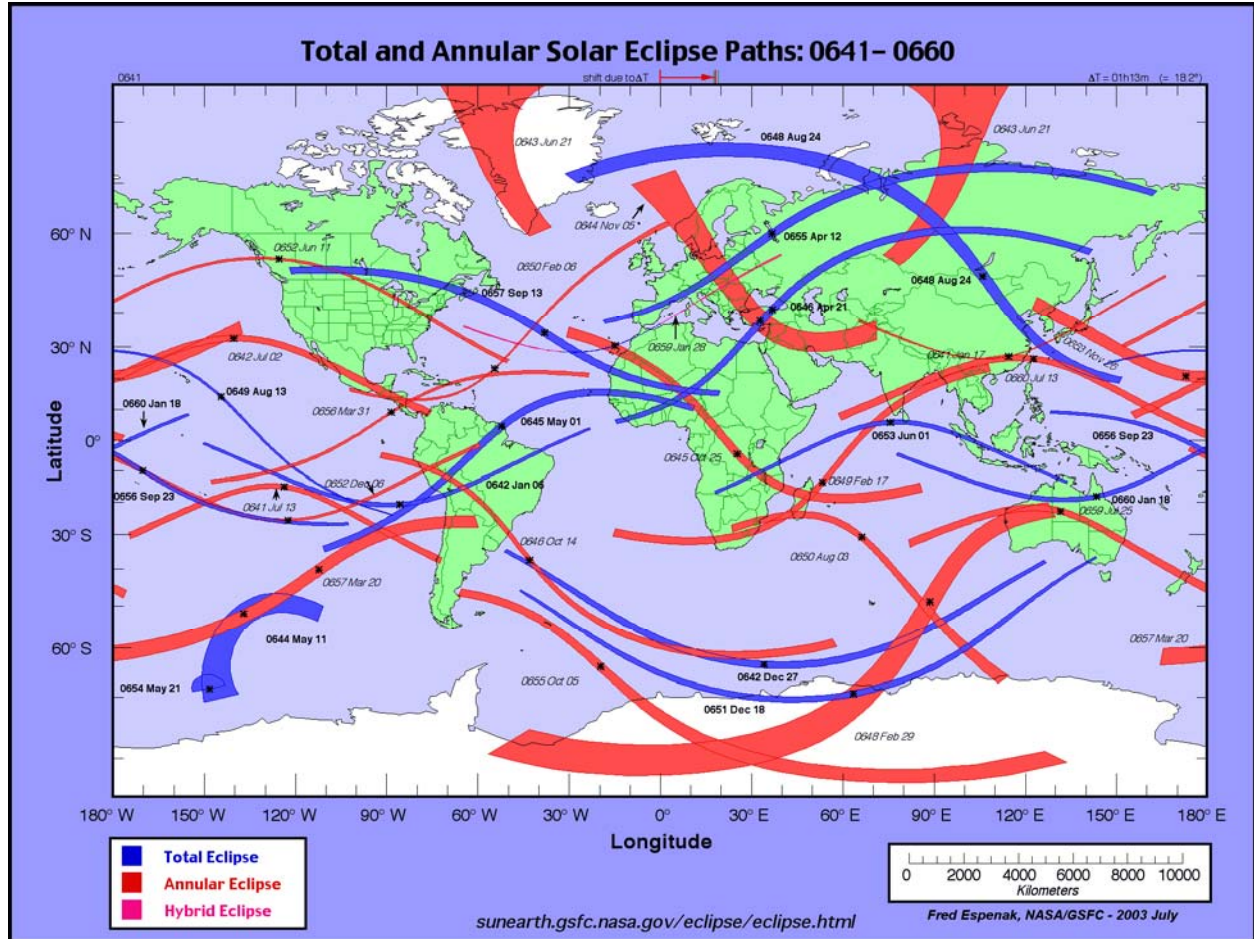 Total and Annular Solar Eclipse Paths: 0641– 0660
0641
shift due to ΔT
ΔT = 01h13m (= 18.2°)
0643 Jun 21
0648 Aug 24
0643 Jun 21
0644 Nov 05
60° N
0652 Jun 11
0655 Apr 12
0650 Feb 06
0657 Sep 13
0648 Aug 24
0646 Apr 21
30° N
0642 Jul 02
0659 Jan 28
0641 Jan 17
0653 Nov 26
0660 Jul 13
0649 Aug 13
0660 Jan 18
0656 Mar 31
0645 May 01
0653 Jun 01
0656 Sep 23
Latitude
0°
0645 Oct 25
0656 Sep 23
0652 Dec 06
0642 Jan 06
0649 Feb 17
0660 Jan 18
0641 Jul 13
0659 Jul 25
30° S
0646 Oct 14
0650 Aug 03
0657 Mar 20
0644 May 11
0657 Mar 20
60° S
0642 Dec 27
0654 May 21
0655 Oct 05
0651 Dec 18
0648 Feb 29
180° W 150° W 120° W 90° W 60° W 30° W 0° 30° E 60° E 90° E 120° E 150° E 180° E
Longitude
Total Eclipse
Annular Eclipse
Hybrid Eclipse
0 2000 4000 6000 8000 10000
Kilometers
sunearth.gsfc.nasa.gov/eclipse/eclipse.html
Fred Espenak, NASA/GSFC - 2003 July